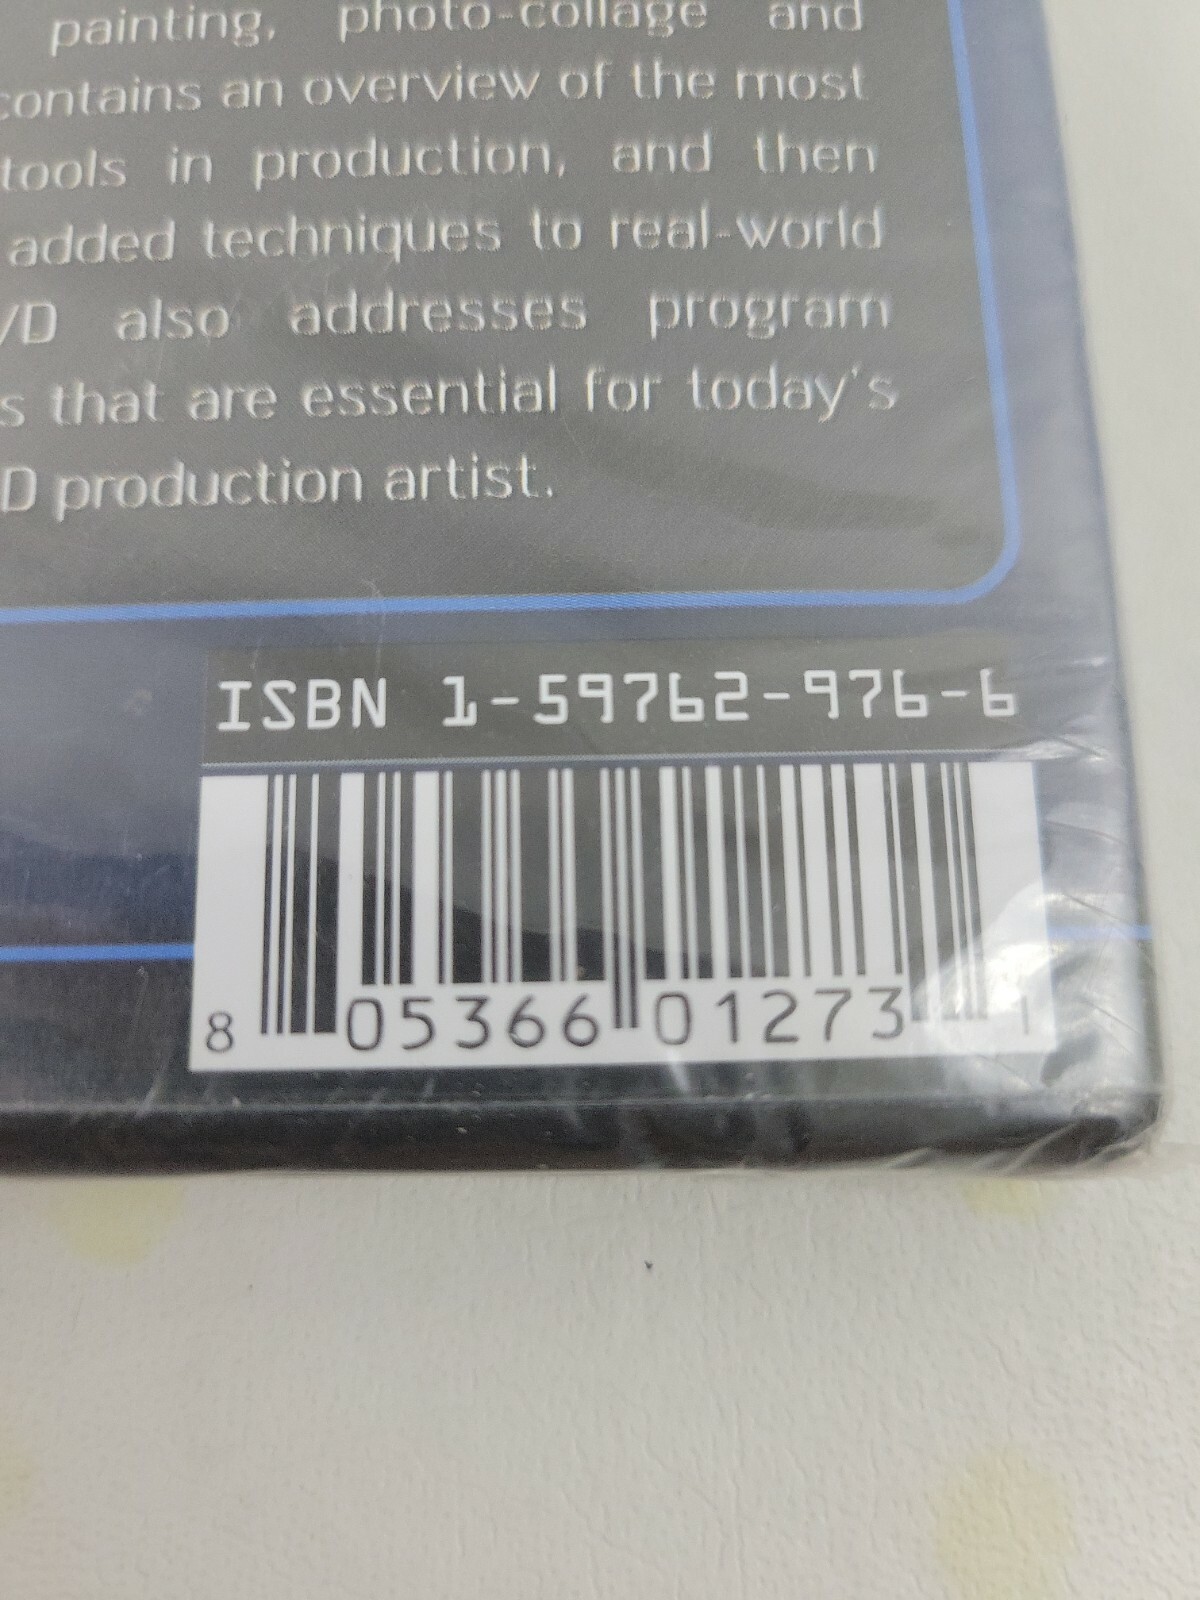 painting, photo-collage and
contains an overview of the most
tools in production, and then
added techniques to real-world
also addresses program
that are essential for today's
production artist.
ISBN 1-59762-976-6
8 05366 01273 1